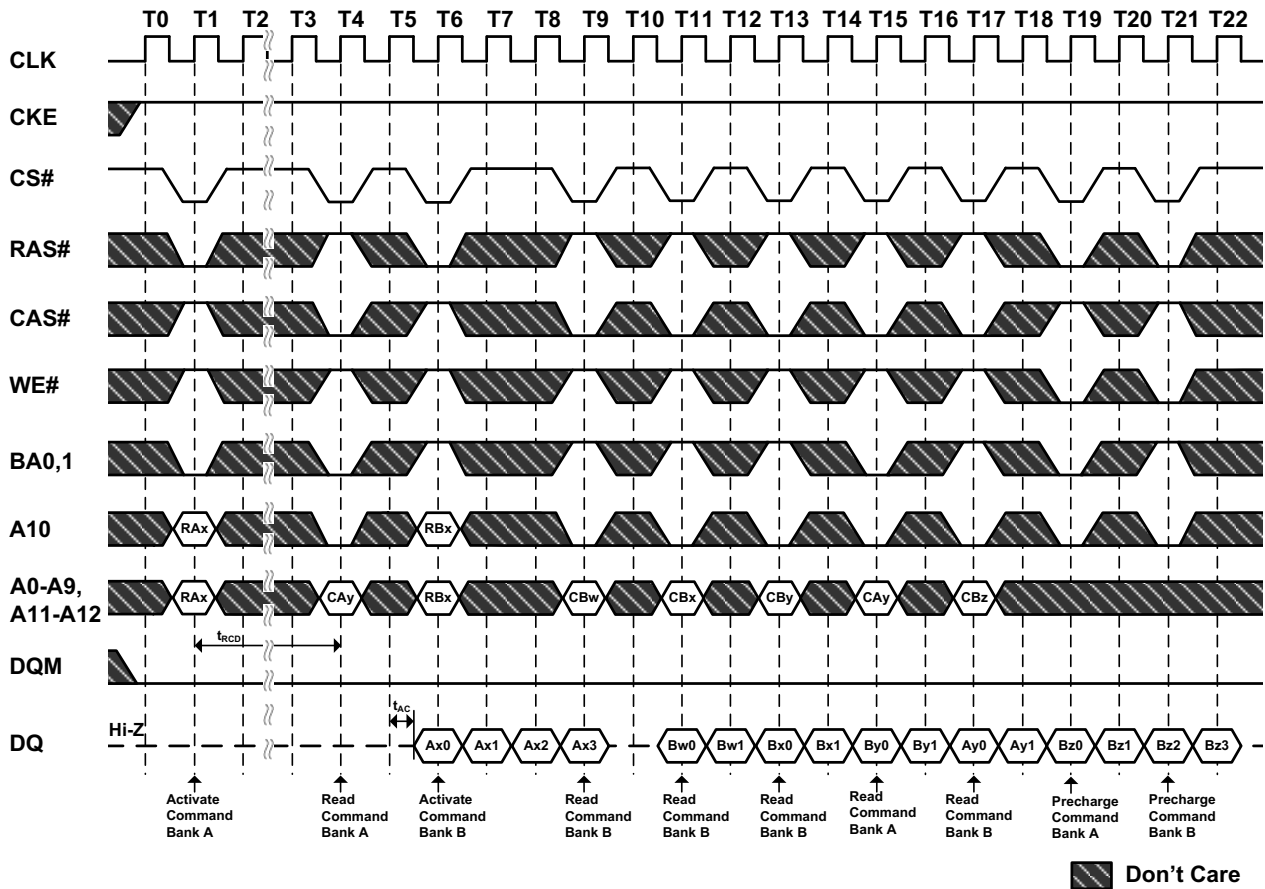 T0 T1 T2 T3 T4 T5 T6 T7 T8 T9 T10 T11 T12 T13 T14 T15 T16 T17 T18 T19 T20 T21 T22
CLK
CKE
CS#
RAS#
CAS#
WE#
BA0,1
A10
RAx RBx
A0-A9,
A11-A12
RAx CAy RBx CBw CBx CBy CAy CBz
tRCD
DQM
tAC
Hi-Z
DQ
Ax0 Ax1 Ax2 Ax3 Bw0 Bw1 Bx0 Bx1 By0 By1 Ay0 Ay1 Bz0 Bz1 Bz2 Bz3
Activate
Command
Bank A
Read
Command
Bank A
Activate
Command
Bank B
Read
Command
Bank B
Read
Command
Bank B
Read
Command
Bank B
Read
Command
Bank A
Read
Command
Bank B
Precharge
Command
Bank A
Precharge
Command
Bank B
Don't Care